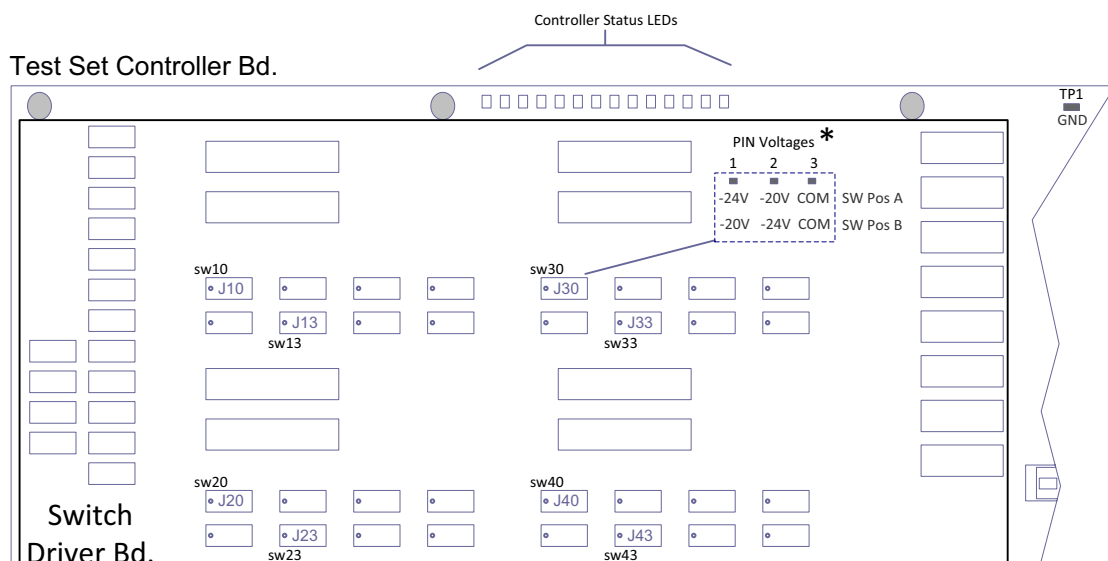 Controller Status LEDs
Test Set Controller Bd.
TP1
GND
PIN Voltages *
1 2 3
-24V -20V COM SW Pos A
-20V -24V COM SW Pos B
sw10 sw30
J10 J30
J13 J33
sw13 sw33
sw20 sw40
J20 J40
Switch
J23 J43
Driver Bd.
sw23 sw43